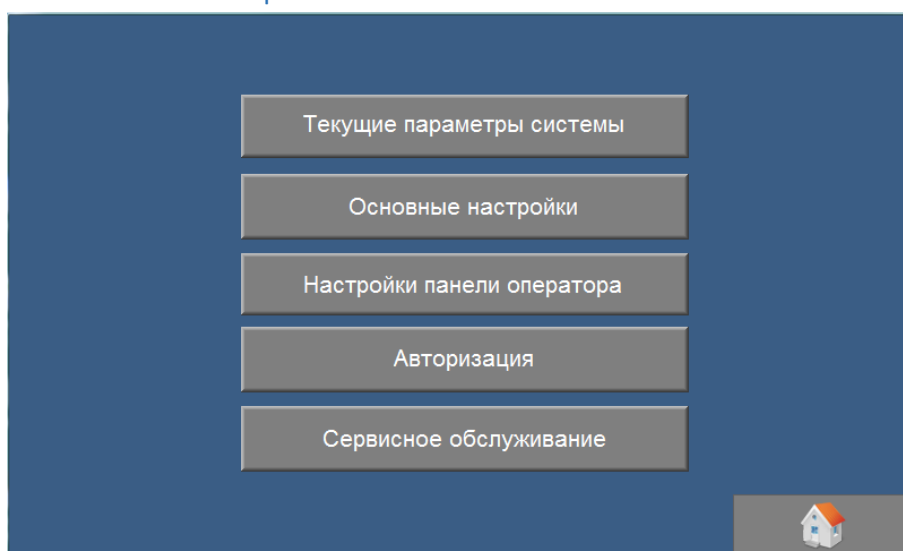 Текущие параметры системы
Основные настройки
Настройки панели оператора
Авторизация
Сервисное обслуживание